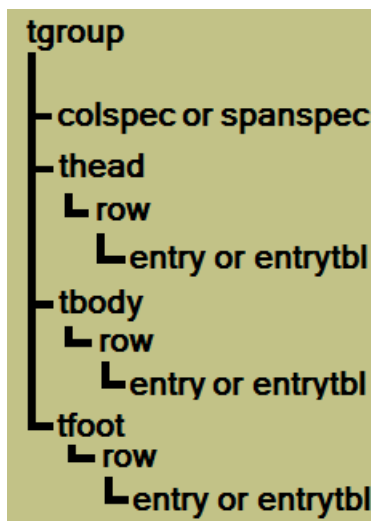 tgroup
colspec or spanspec
thead
row
entry or entrytbl
tbody
row
entry or entrytbl
tfoot
row
entry or entrytbl